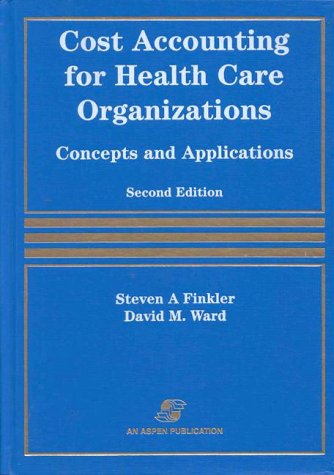 Cost Accounting
for Health Care
Organizations
Concepts and Applications
Second Edition
Steven A Finkler
David M. Ward
AN ASPEN PUBLICATION